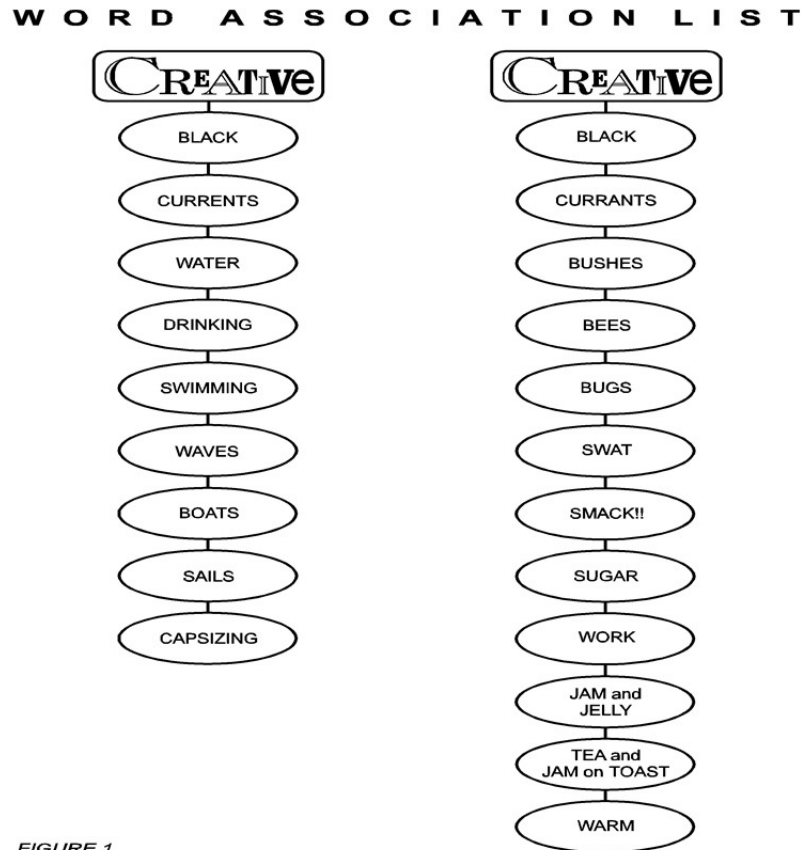 WORD ASSOCIATION LIST
CREATIVE
BLACK
CURRENTS
WATER
DRINKING
SWIMMING
WAVES
BOATS
SAILS
CAPSIZING
CREATIVE
BLACK
CURRANTS
BUSHES
BEES
BUGS
SWAT
SMACK!!
SUGAR
WORK
JAM and
JELLY
TEA and
JAM on TOAST
WARM
FIGURE 1